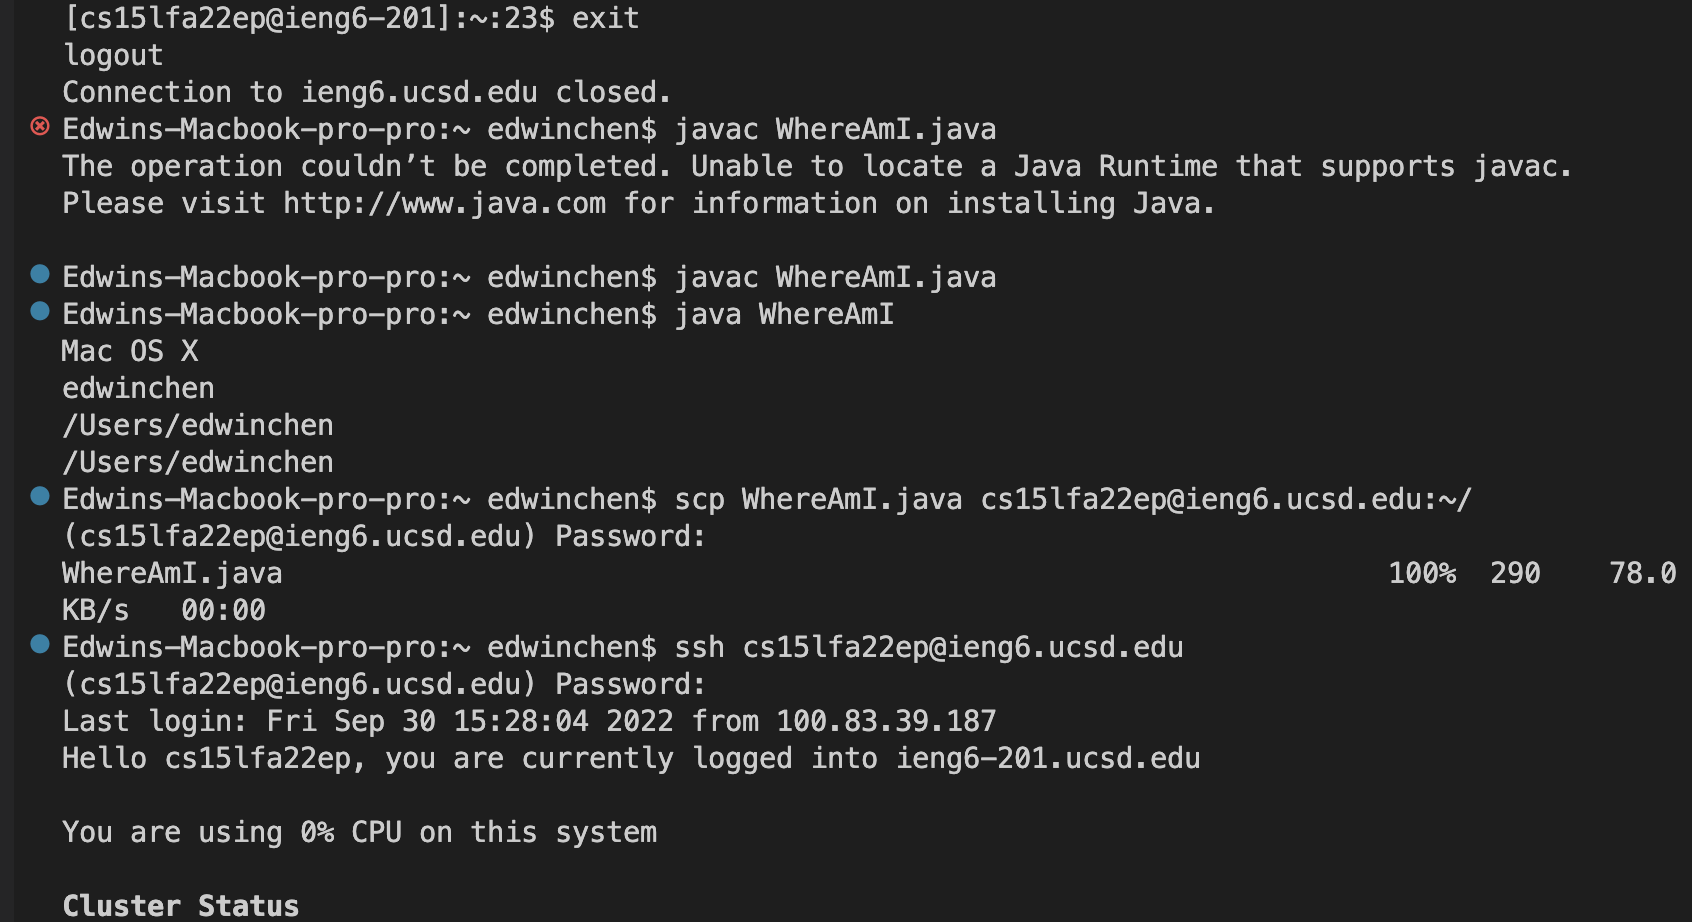 [cs15lfa22ep@ieng6-201]:~:23$ exit
logout
Connection to ieng6.ucsd.edu closed.
Edwins-Macbook-pro-pro:~ edwinchen$ javac WhereAmI.java
The operation couldn’t be completed. Unable to locate a Java Runtime that supports javac.
Please visit http://www.java.com for information on installing Java.
Edwins-Macbook-pro-pro:~ edwinchen$ javac WhereAmI.java
Edwins-Macbook-pro-pro:~ edwinchen$ java WhereAmI
Mac OS X
edwinchen
/Users/edwinchen
/Users/edwinchen
Edwins-Macbook-pro-pro:~ edwinchen$ scp WhereAmI.java cs15lfa22ep@ieng6.ucsd.edu:~/
(cs15lfa22ep@ieng6.ucsd.edu) Password:
WhereAmI.java 100% 290 78.0
KB/s 00:00
Edwins-Macbook-pro-pro:~ edwinchen$ ssh cs15lfa22ep@ieng6.ucsd.edu
(cs15lfa22ep@ieng6.ucsd.edu) Password:
Last login: Fri Sep 30 15:28:04 2022 from 100.83.39.187
Hello cs15lfa22ep, you are currently logged into ieng6-201.ucsd.edu
You are using 0% CPU on this system
Cluster Status